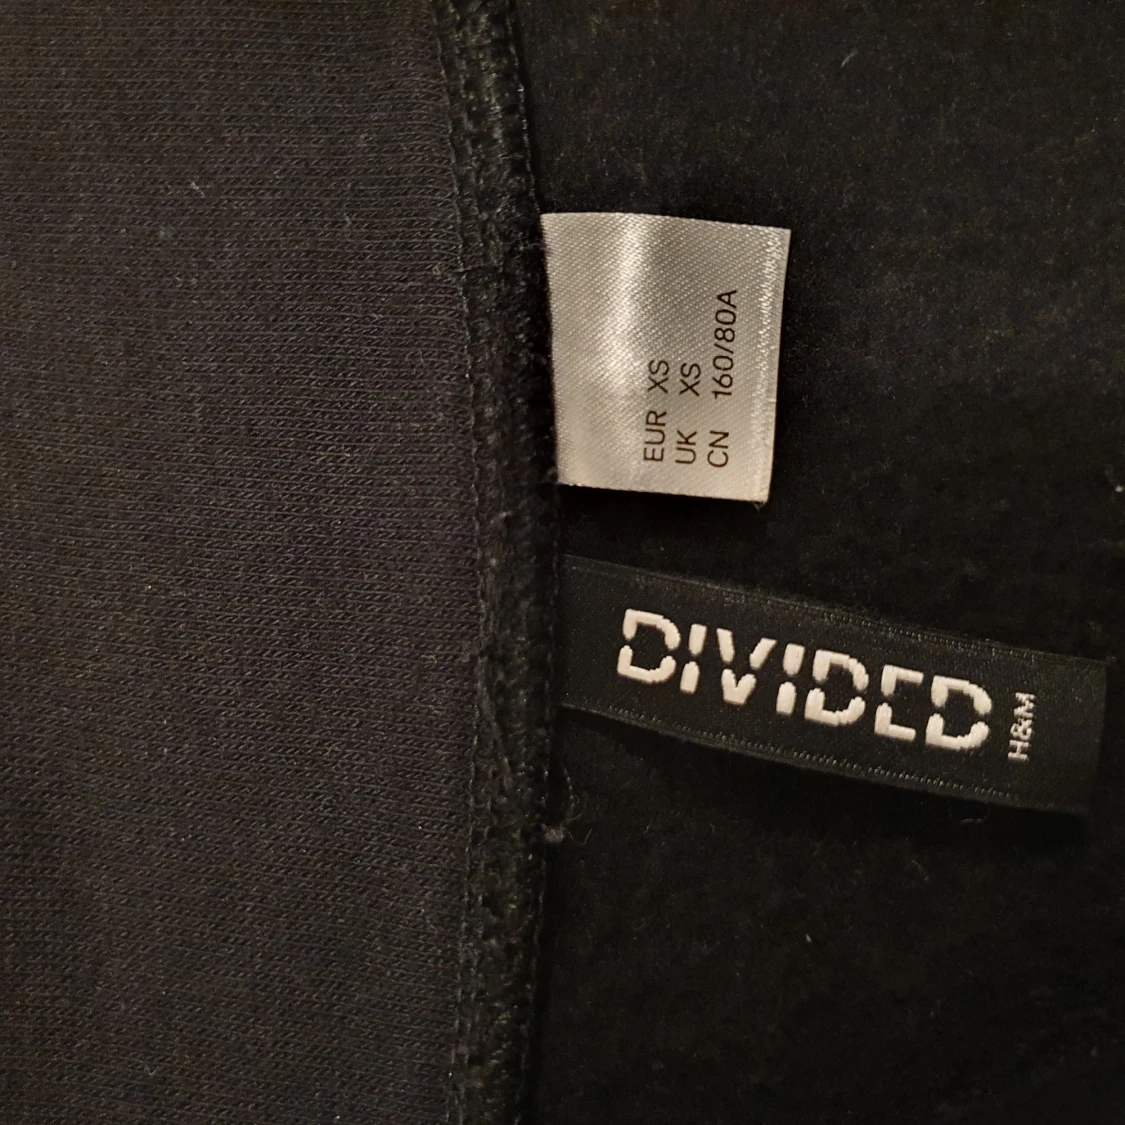 EUR XS
UK XS
CN 160/80A
DIVIDED
H&M